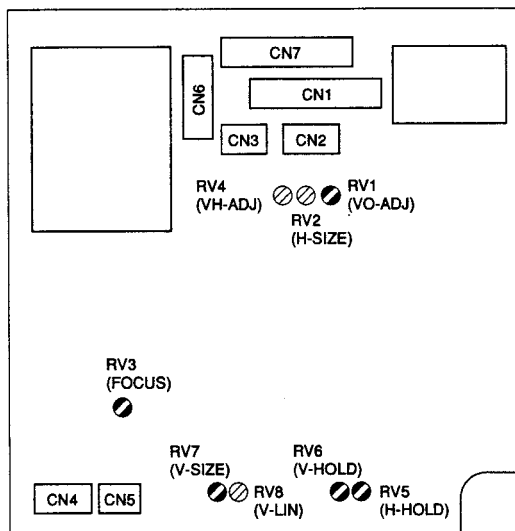 CN7
CN6
CN1
CN3
CN2
RV4
(VH-ADJ)
RV1
(VO-ADJ)
RV2
(H-SIZE)
RV3
(FOCUS)
RV7
(V-SIZE)
RV6
(V-HOLD)
CN4
CN5
RV8
(V-LIN)
RV5
(H-HOLD)